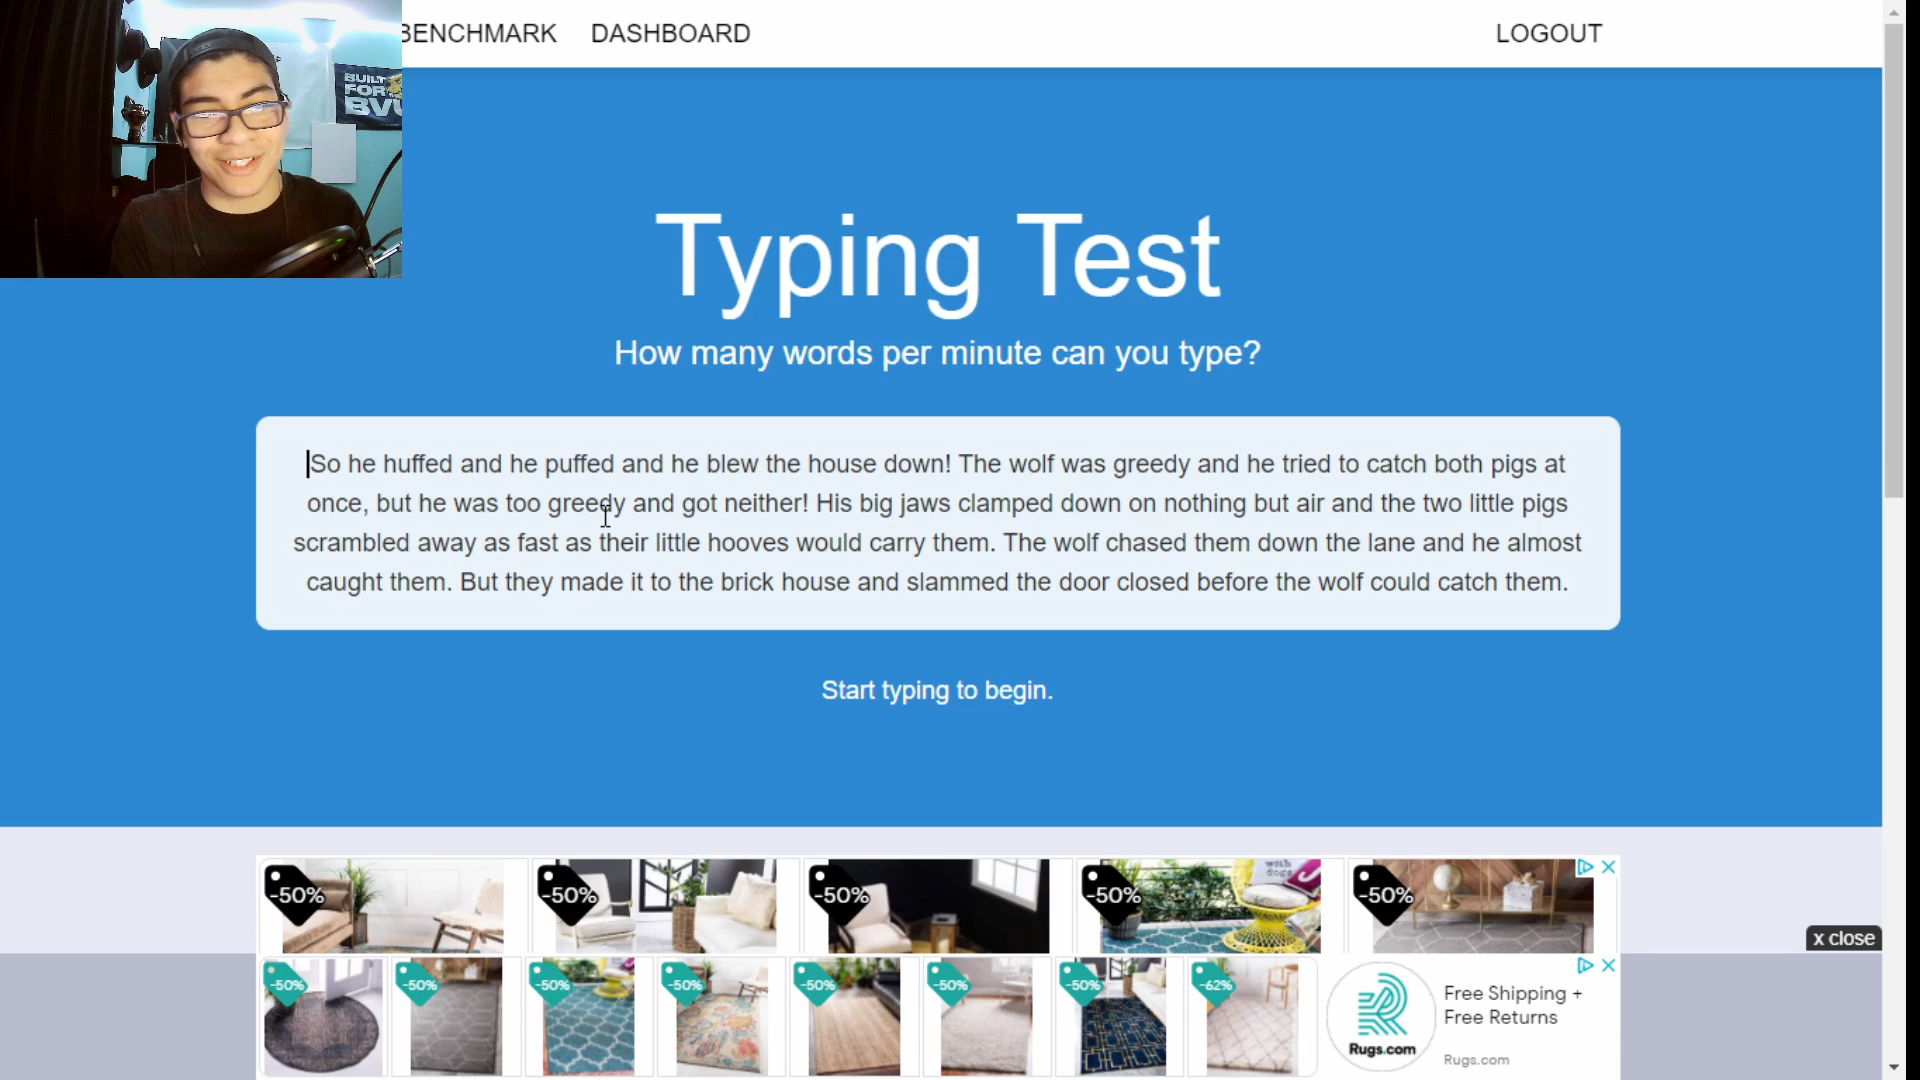 BENCHMARK DASHBOARD LOGOUT
BUILT
FOR
Typing Test
How many words per minute can you type?
So he huffed and he puffed and he blew the house down! The wolf was greedy and he tried to catch both pigs at
once, but he was too greedy and got neither! His big jaws clamped down on nothing but air and the two little pigs
scrambled away as fast as their little hooves would carry them. The wolf chased them down the lane and he almost
caught them. But they made it to the brick house and slammed the door closed before the wolf could catch them.
Start typing to begin.
-50% -50% -50% -50% -50%
with
dogs
x close
-50% -50% -50% -50% -50% -50% -50% -62%
Free Shipping +
Free Returns
Rugs.com
Rugs.com